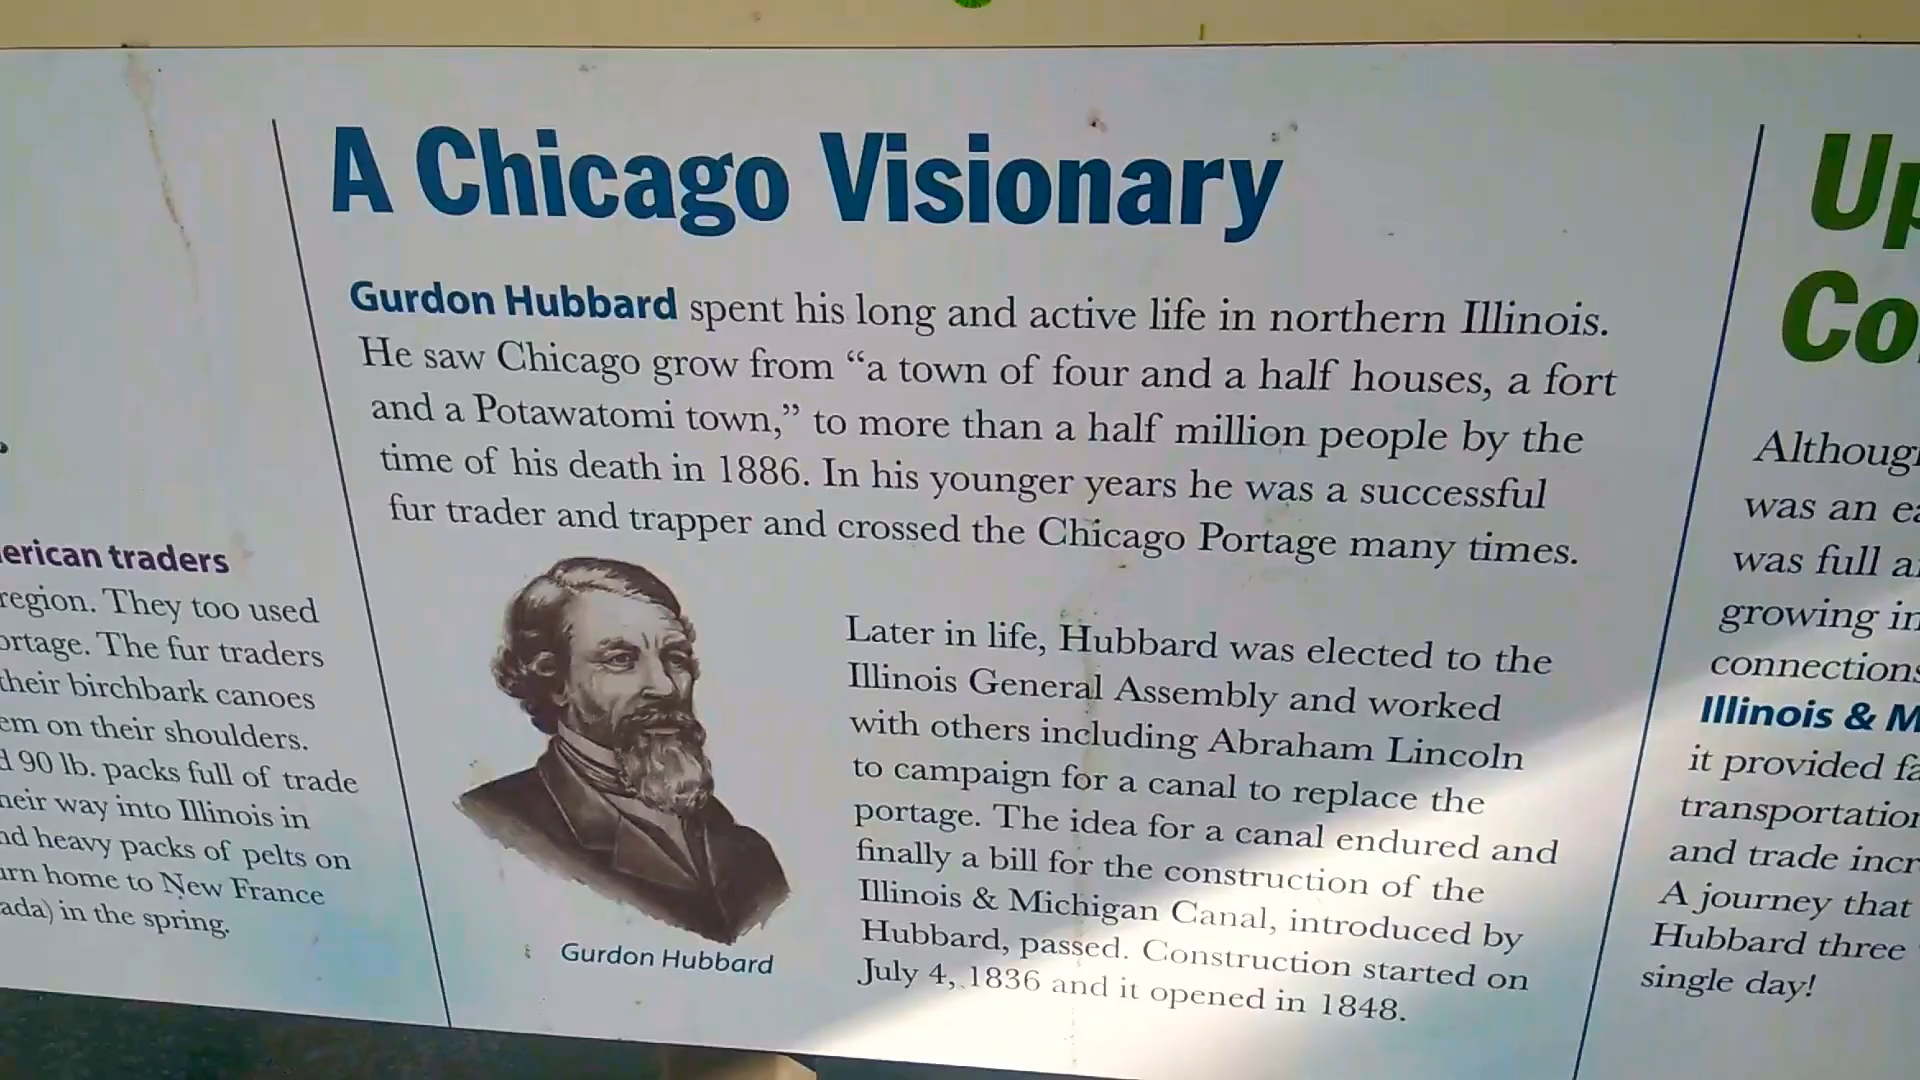 erican traders
region. They too used
ortage. The fur traders
their birchbark canoes
em on their shoulders.
d 90 lb. packs full of trade
heir way into Illinois in
nd heavy packs of pelts on
urn home to New France
ada) in the spring.
A Chicago Visionary
Gurdon Hubbard spent his long and active life in northern Illinois.
He saw Chicago grow from “a town of four and a half houses, a fort
and a Potawatomi town,” to more than a half million people by the
time of his death in 1886. In his younger years he was a successful
fur trader and trapper and crossed the Chicago Portage many times.
Later in life, Hubbard was elected to the
Illinois General Assembly and worked
with others including Abraham Lincoln
to campaign for a canal to replace the
portage. The idea for a canal endured and
finally a bill for the construction of the
Illinois & Michigan Canal, introduced by
Hubbard, passed. Construction started on
July 4, 1836 and it opened in 1848.
Gurdon Hubbard
Up
Co
Althoug
was an ea
was full a
growing in
connections
Illinois & M
it provided fa
transportation
and trade incr
A journey that
Hubbard three
single day!